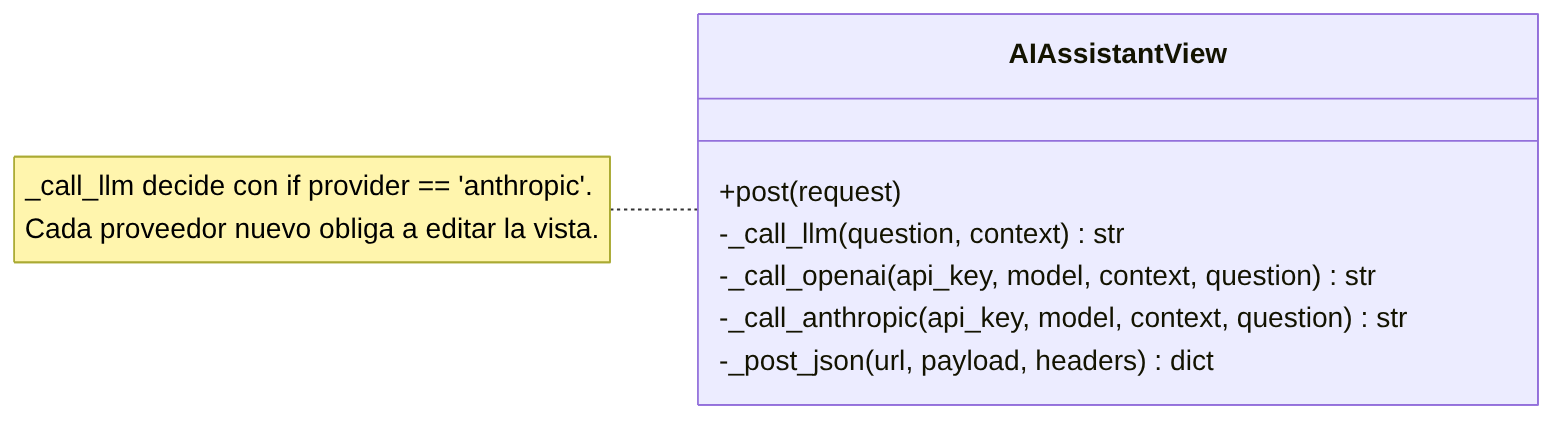 AIAssistantView
_call_llm decide con if provider == 'anthropic'.
Cada proveedor nuevo obliga a editar la vista.
+post(request)
-_call_llm(question, context) : str
-_call_openai(api_key, model, context, question) : str
-_call_anthropic(api_key, model, context, question) : str
-_post_json(url, payload, headers) : dict